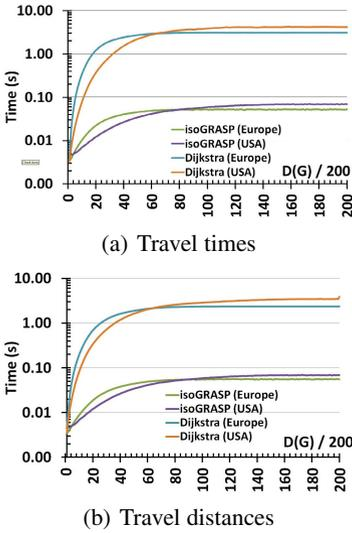 10.00
1.00
0.10
0.01
0.00
Time (s)
isoGRASP (Europe)
isoGRASP (USA)
Dijkstra (Europe)
Dijkstra (USA)
D(G) / 200
0 20 40 60 80 100 120 140 160 180 200
(a) Travel times
10.00
1.00
0.10
0.01
0.00
Time (s)
isoGRASP (Europe)
isoGRASP (USA)
Dijkstra (Europe)
Dijkstra (USA)
D(G) / 200
0 20 40 60 80 100 120 140 160 180 200
(b) Travel distances